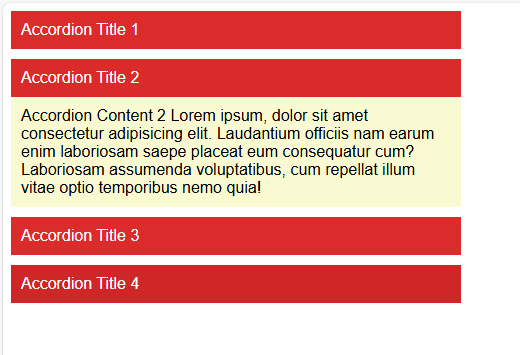 Accordion Title 1
Accordion Title 2
Accordion Content 2 Lorem ipsum, dolor sit amet
consectetur adipisicing elit. Laudantium officiis nam earum
enim laboriosam saepe placeat eum consequatur cum?
Laboriosam assumenda voluptatibus, cum repellat illum
vitae optio temporibus nemo quia!
Accordion Title 3
Accordion Title 4